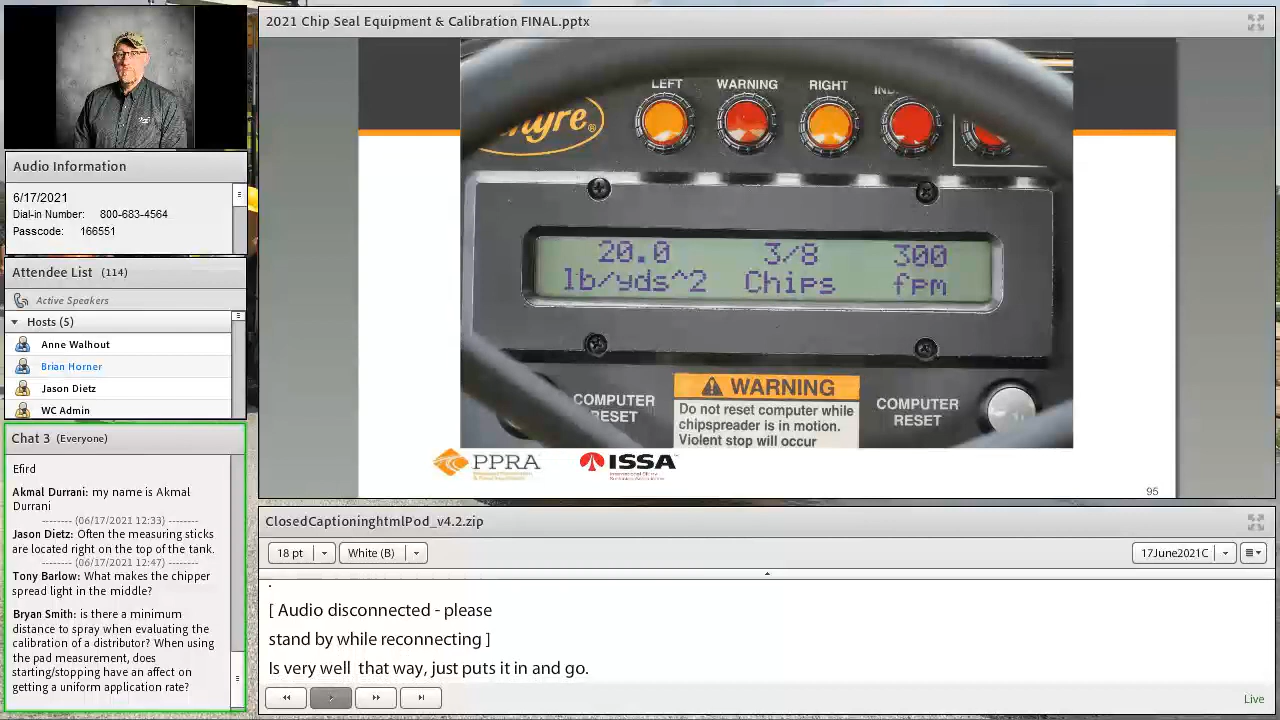 2021 Chip Seal Equipment & Calibration FINAL.pptx
Audio Information
6/17/2021
Dial-in Number: 800-683-4564
Passcode: 166551
Attendee List (114)
Active Speakers
Hosts (5)
Anne Walhout
Brian Horner
Jason Dietz
WC Admin
Chat 3 (Everyone)
Efird
Akmal Durrani: my name is Akmal
Durrani
-------- (06/17/2021 12:33) --------
Jason Dietz: Often the measuring sticks
are located right on the top of the tank.
-------- (06/17/2021 12:47) --------
Tony Barlow: What makes the chipper
spread light in the middle?
Bryan Smith: is there a minimum
distance to spray when evaluating the
calibration of a distributor? When using
the pad measurement, does
starting/stopping have an affect on
getting a uniform application rate?
LEFT WARNING RIGHT
20.0 3/8 300
lb/yds^2 Chips fpm
COMPUTER
RESET
WARNING
Do not reset computer while
chipspreader is in motion.
Violent stop will occur
COMPUTER
RESET
PPRA
ISSA
95
ClosedCaptioninghtmlPod_v4.2.zip
18 pt White (B) 17June2021C
.
[ Audio disconnected - please
stand by while reconnecting ]
Is very well that way, just puts it in and go.
Live